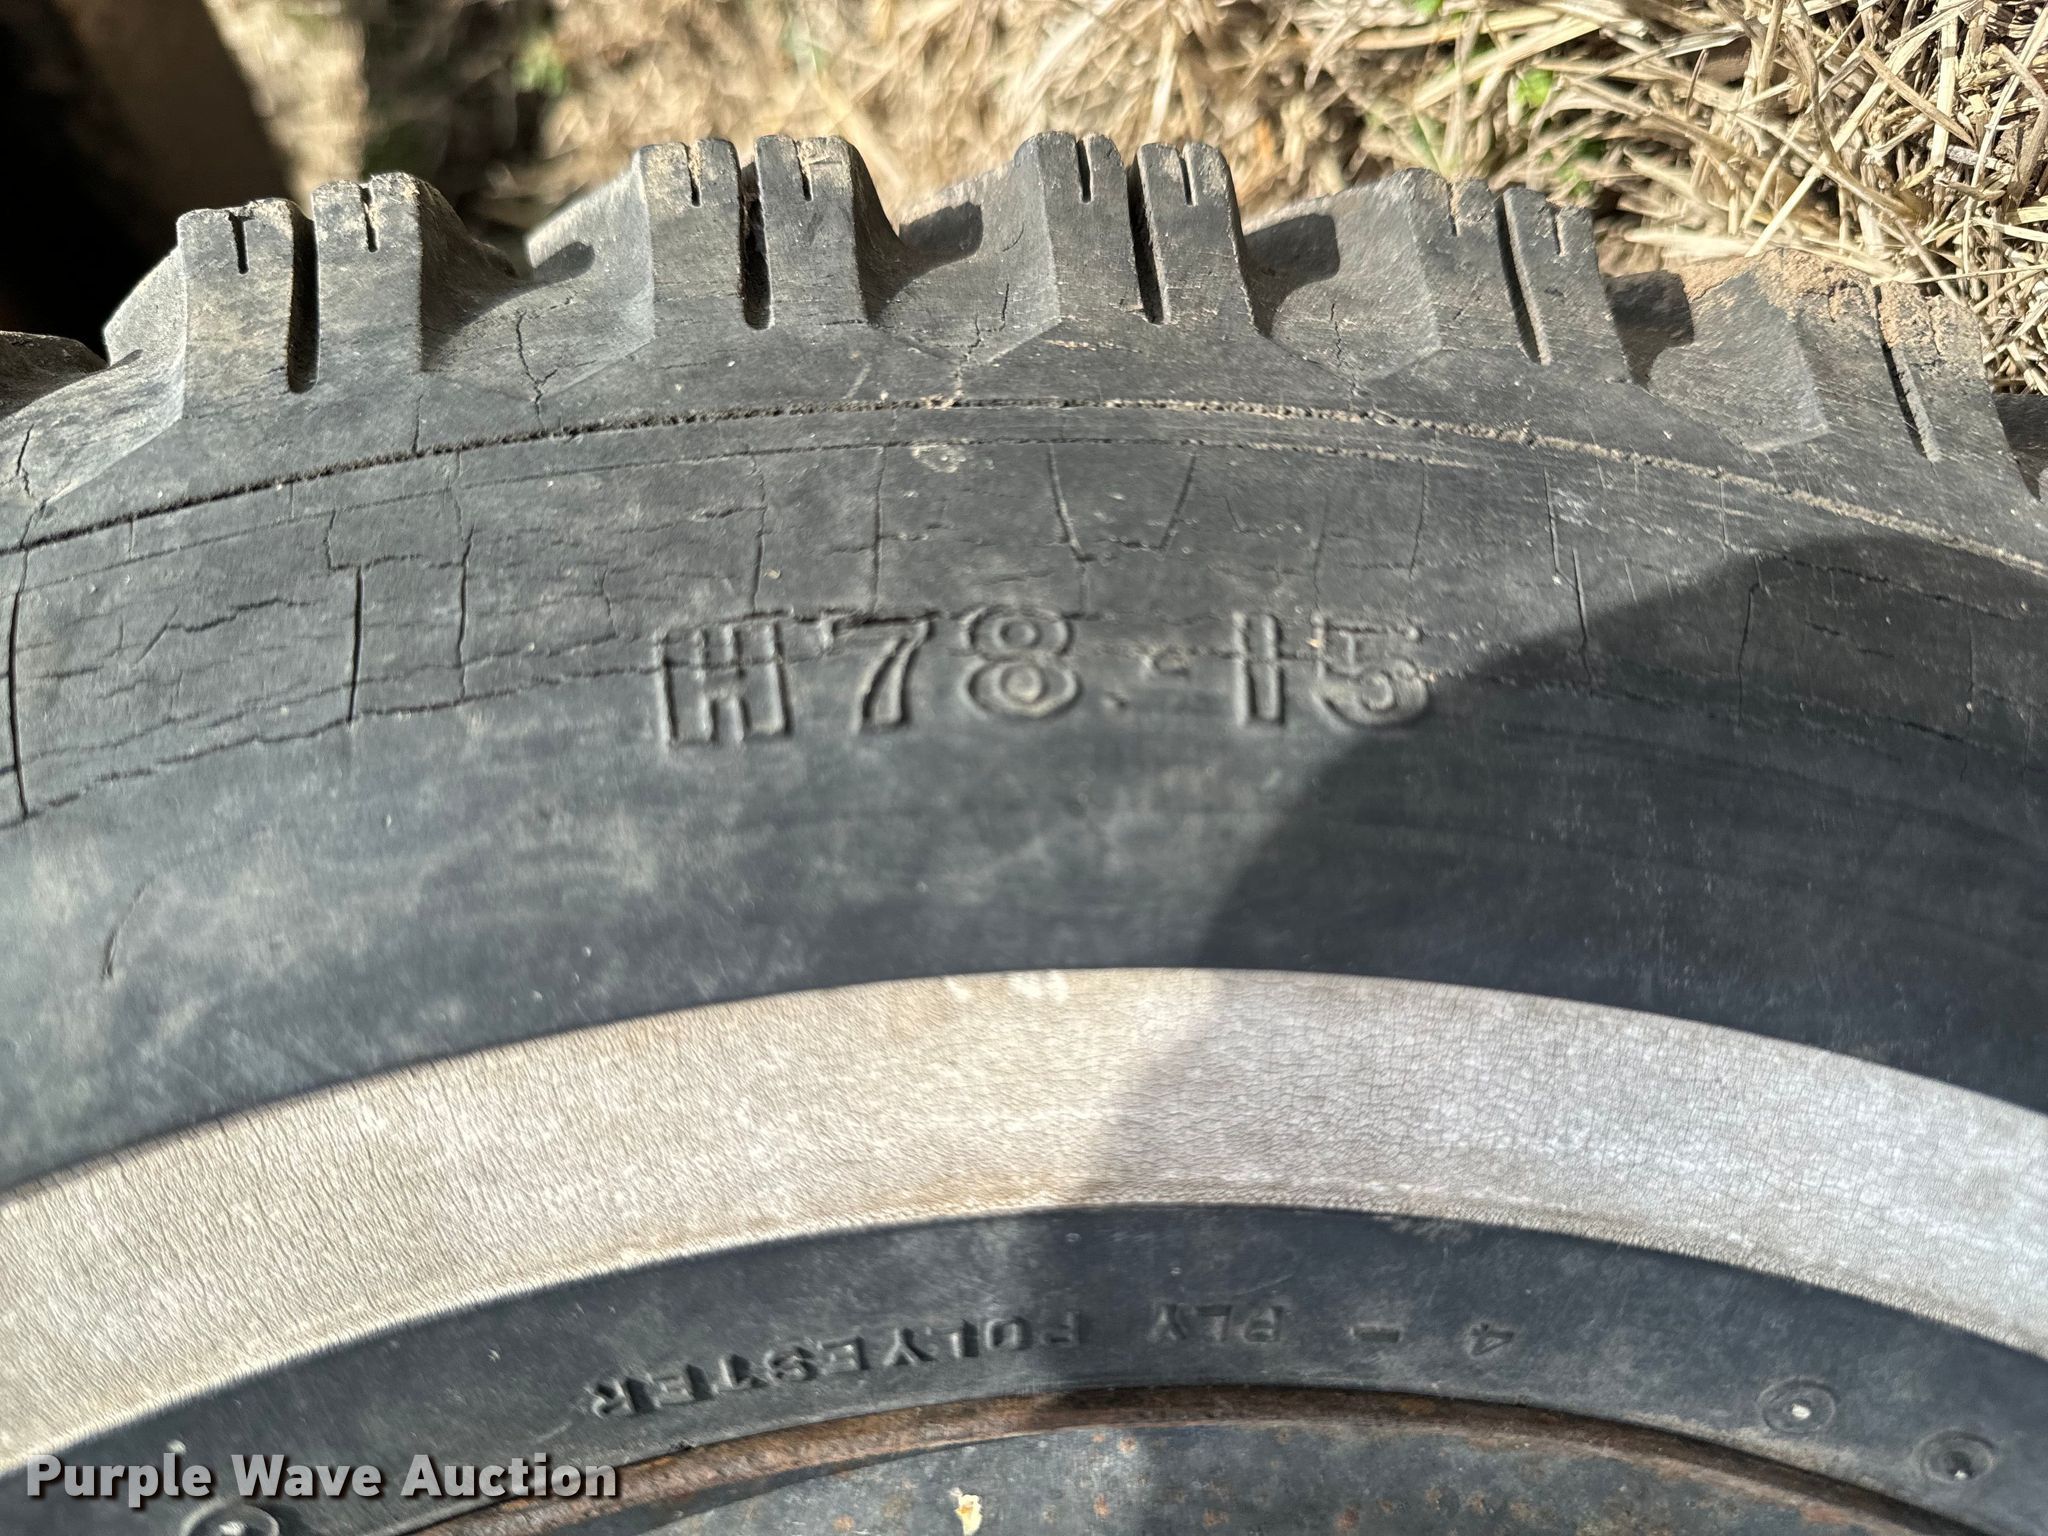 H78-15
4 - PLY POLYESTER
Purple Wave Auction